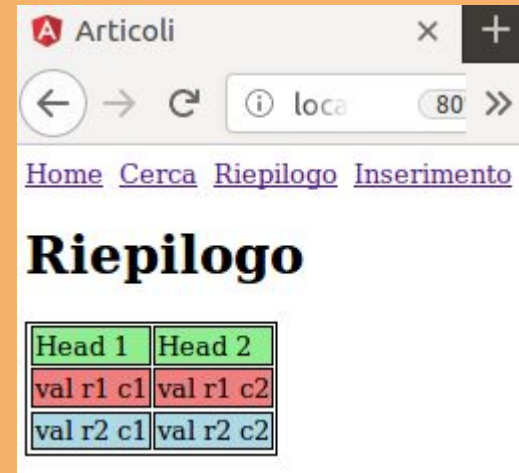 Articoli
loca 80
Home Cerca Riepilogo Inserimento
Riepilogo
Head 1 Head 2
val r1 c1 val r1 c2
val r2 c1 val r2 c2